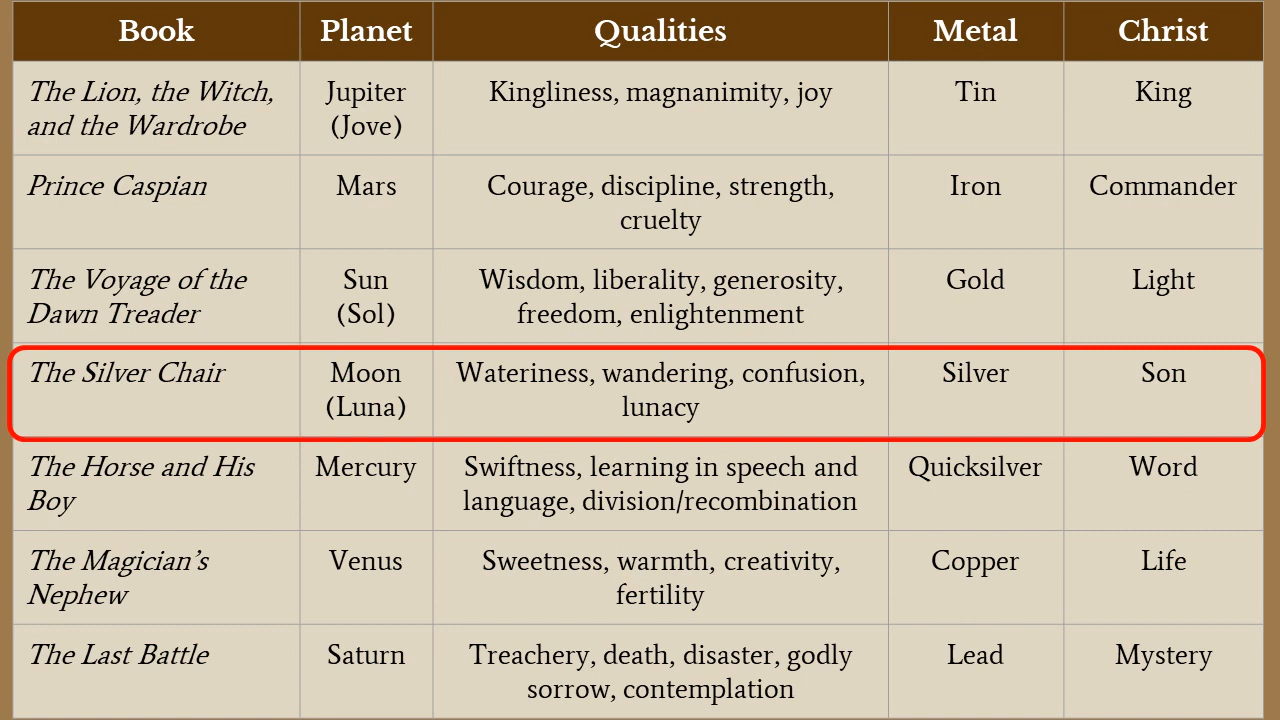 Book Planet Qualities Metal Christ
The Lion, the Witch, and the Wardrobe Jupiter (Jove) Kingliness, magnanimity, joy Tin King
Prince Caspian Mars Courage, discipline, strength, cruelty Iron Commander
The Voyage of the Dawn Treader Sun (Sol) Wisdom, liberality, generosity, freedom, enlightenment Gold Light
The Silver Chair Moon (Luna) Wateriness, wandering, confusion, lunacy Silver Son
The Horse and His Boy Mercury Swiftness, learning in speech and language, division/recombination Quicksilver Word
The Magician’s Nephew Venus Sweetness, warmth, creativity, fertility Copper Life
The Last Battle Saturn Treachery, death, disaster, godly sorrow, contemplation Lead Mystery